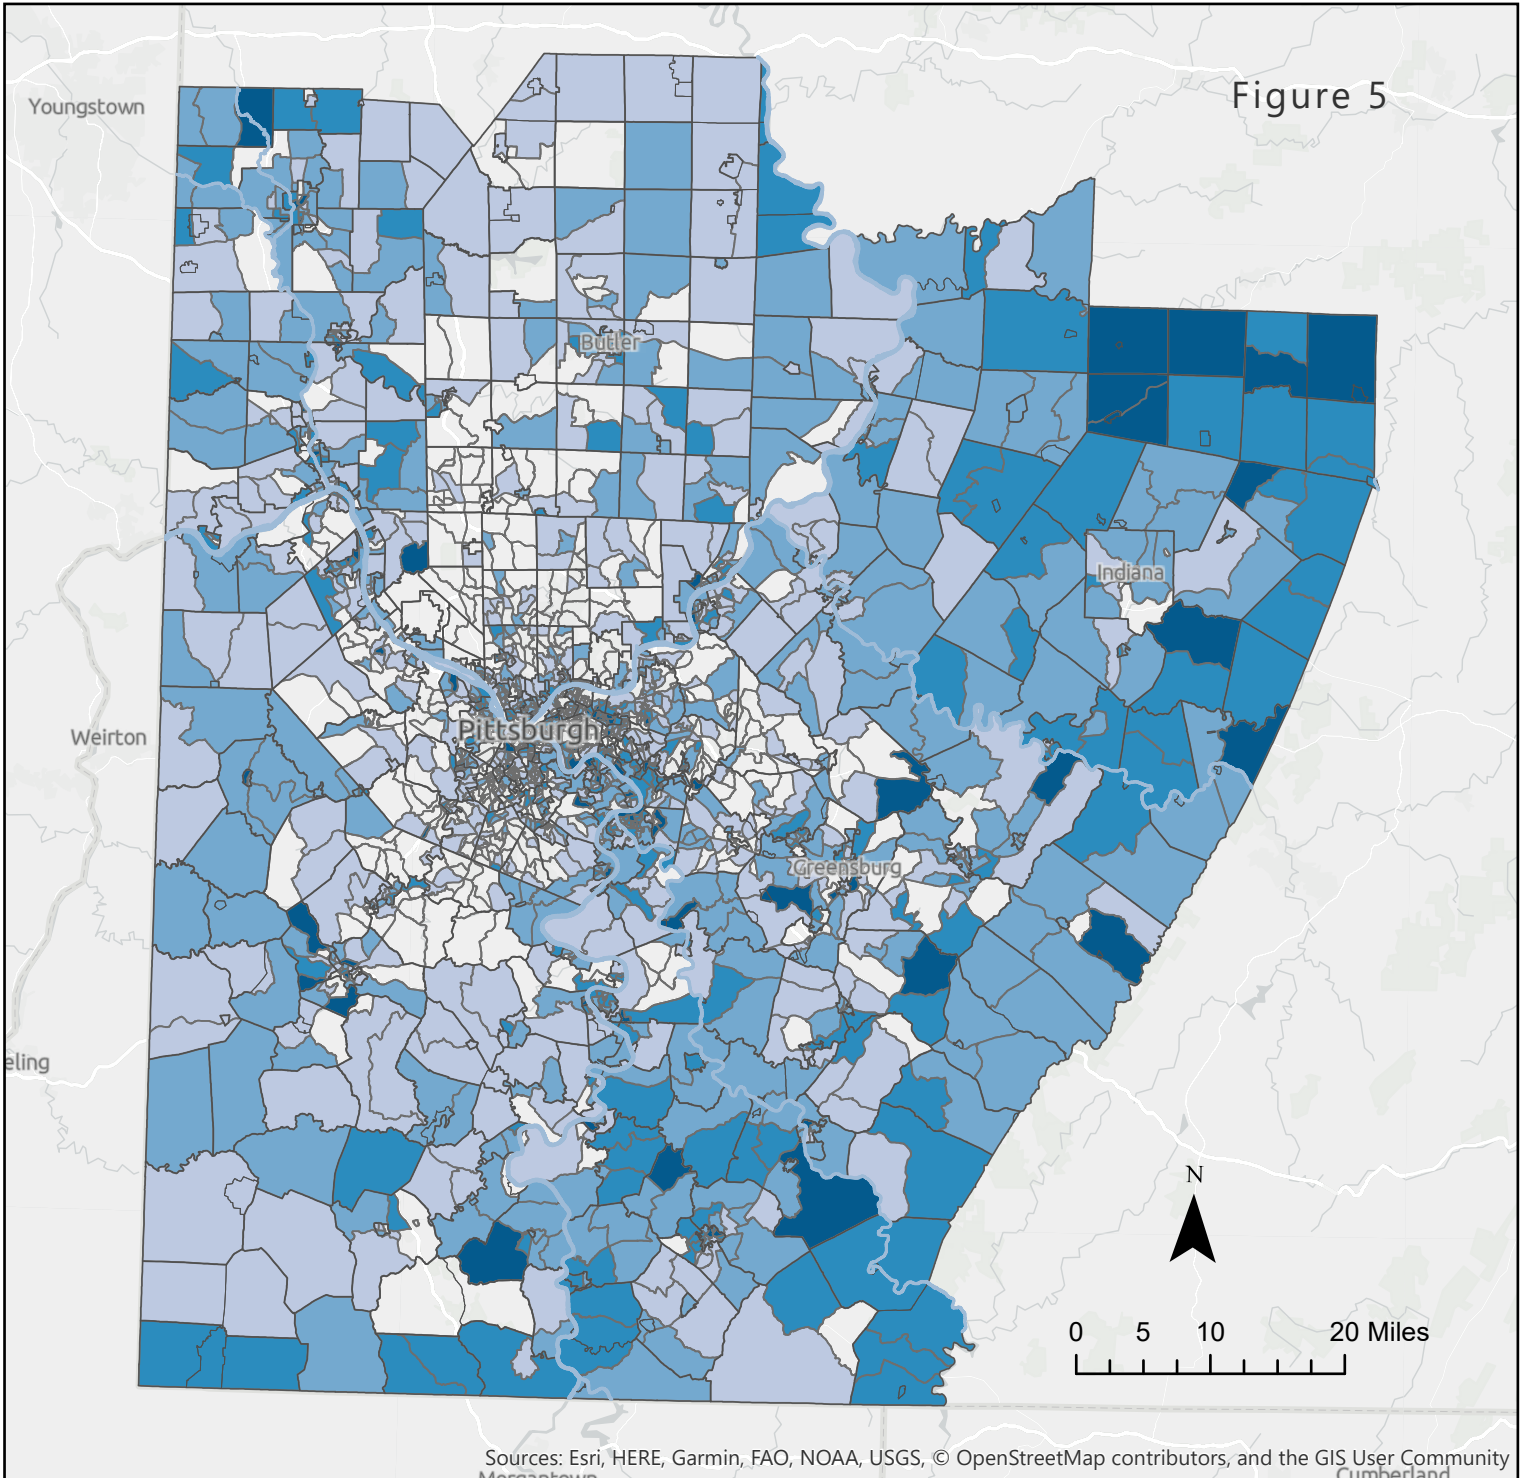 Figure 5
Youngstown
Butler
Indiana
Pittsburgh
Weirton
Greensburg
eling
N
0 5 10 20 Miles
Sources: Esri, HERE, Garmin, FAO, NOAA, USGS, © OpenStreetMap contributors, and the GIS User Community
Morgantown
Cumberland